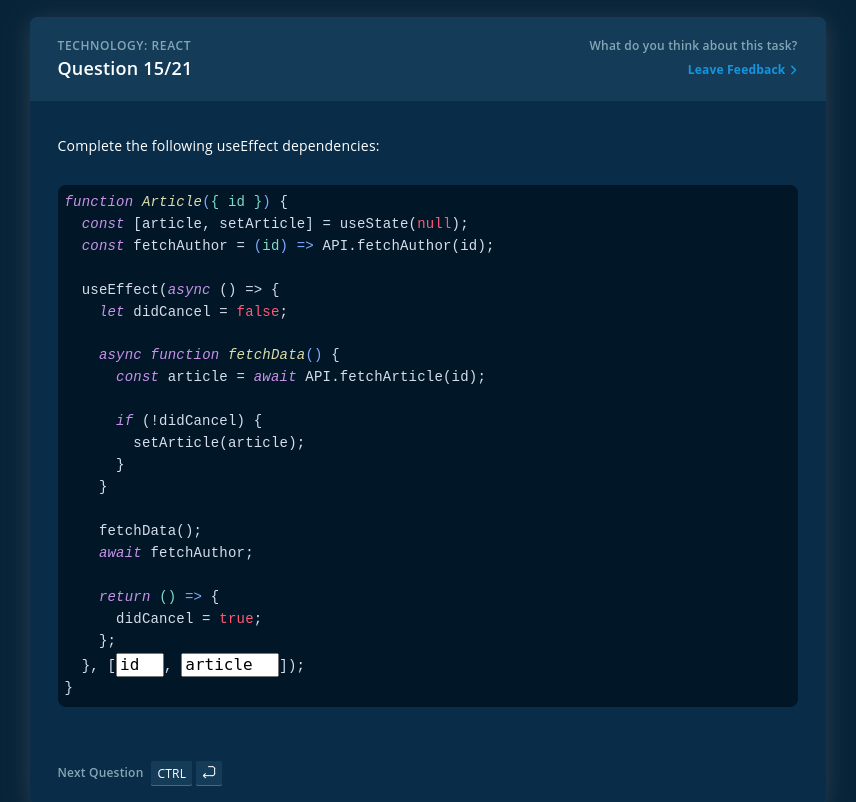 TECHNOLOGY: REACT
What do you think about this task?
Question 15/21
Leave Feedback >
Complete the following useEffect dependencies:
function Article({ id }) {
  const [article, setArticle] = useState(null);
  const fetchAuthor = (id) => API.fetchAuthor(id);

  useEffect(async () => {
    let didCancel = false;

    async function fetchData() {
      const article = await API.fetchArticle(id);

      if (!didCancel) {
        setArticle(article);
      }
    }

    fetchData();
    await fetchAuthor;

    return () => {
      didCancel = true;
    };
  }, [id, article]);
}
Next Question CTRL